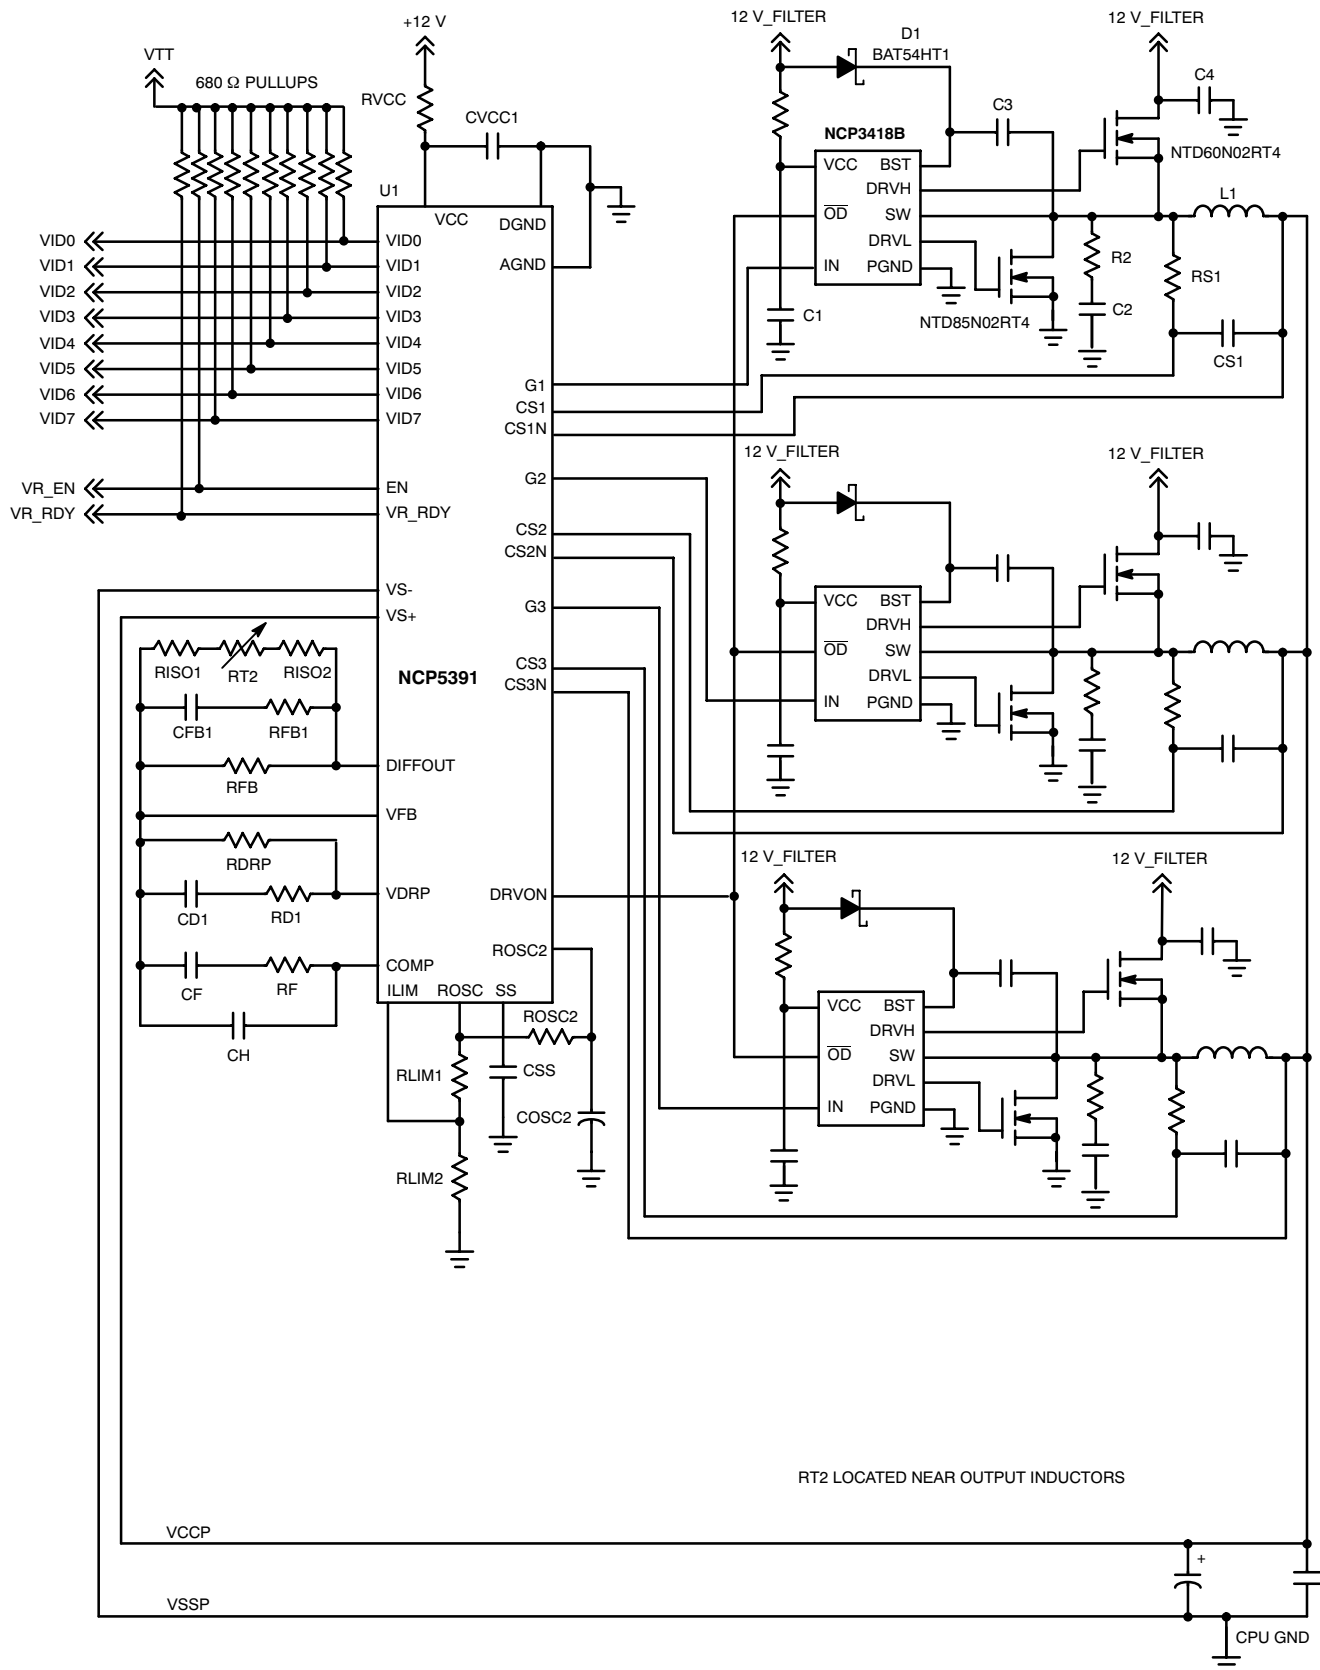 +12 V
12 V_FILTER
12 V_FILTER
D1
BAT54HT1
VTT
680 Ω PULLUPS
RVCC
CVCC1
C3
C4
NCP3418B
NTD60N02RT4
VCC
BST
DRVH
OD
SW
DRVL
IN
PGND
L1
R2
RS1
C1
C2
CS1
NTD85N02RT4
U1
VCC
DGND
AGND
VID0
VID0
VID1
VID1
VID2
VID2
VID3
VID3
VID4
VID4
VID5
VID5
VID6
VID6
VID7
VID7
G1
CS1
CS1N
VR_EN
EN
VR_RDY
VR_RDY
G2
CS2
CS2N
12 V_FILTER
12 V_FILTER
VCC
BST
DRVH
OD
SW
DRVL
IN
PGND
VS-
VS+
G3
CS3
CS3N
NCP5391
RISO1
RT2
RISO2
CFB1
RFB1
RFB
DIFFOUT
VFB
RDRP
CD1
RD1
VDRP
DRVON
ROSC2
CF
RF
COMP
CH
ILIM
ROSC
SS
ROSC2
RLIM1
CSS
COSC2
RLIM2
12 V_FILTER
12 V_FILTER
VCC
BST
DRVH
OD
SW
DRVL
IN
PGND
RT2 LOCATED NEAR OUTPUT INDUCTORS
VCCP
+
VSSP
CPU GND